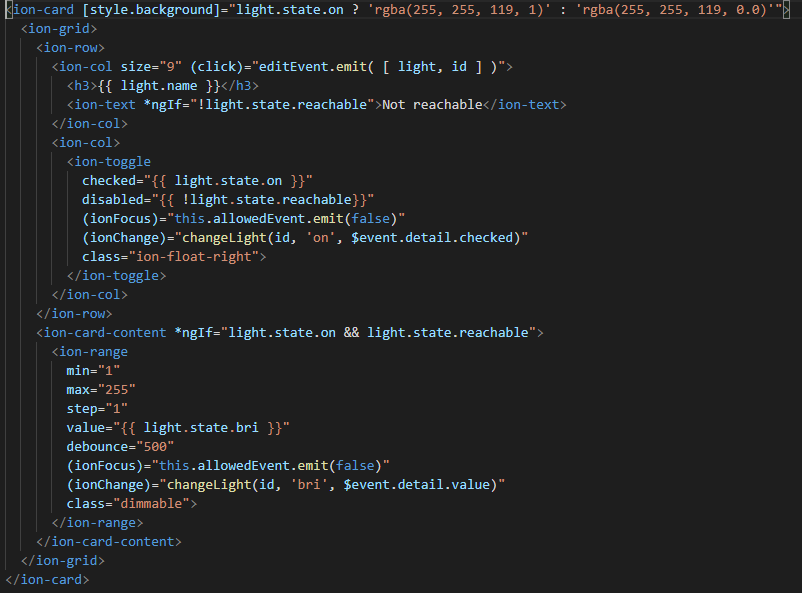 <ion-card [style.background]="light.state.on ? 'rgba(255, 255, 119, 1)' : 'rgba(255, 255, 119, 0.0)'">
<ion-grid>
<ion-row>
<ion-col size="9" (click)="editEvent.emit( [ light, id ] )">
<h3>{{ light.name }}</h3>
<ion-text *ngIf="!light.state.reachable">Not reachable</ion-text>
</ion-col>
<ion-col>
<ion-toggle
checked="{{ light.state.on }}"
disabled="{{ !light.state.reachable}}"
(ionFocus)="this.allowedEvent.emit(false)"
(ionChange)="changeLight(id, 'on', $event.detail.checked)"
class="ion-float-right">
</ion-toggle>
</ion-col>
</ion-row>
<ion-card-content *ngIf="light.state.on && light.state.reachable">
<ion-range
min="1"
max="255"
step="1"
value="{{ light.state.bri }}"
debounce="500"
(ionFocus)="this.allowedEvent.emit(false)"
(ionChange)="changeLight(id, 'bri', $event.detail.value)"
class="dimmable">
</ion-range>
</ion-card-content>
</ion-grid>
</ion-card>